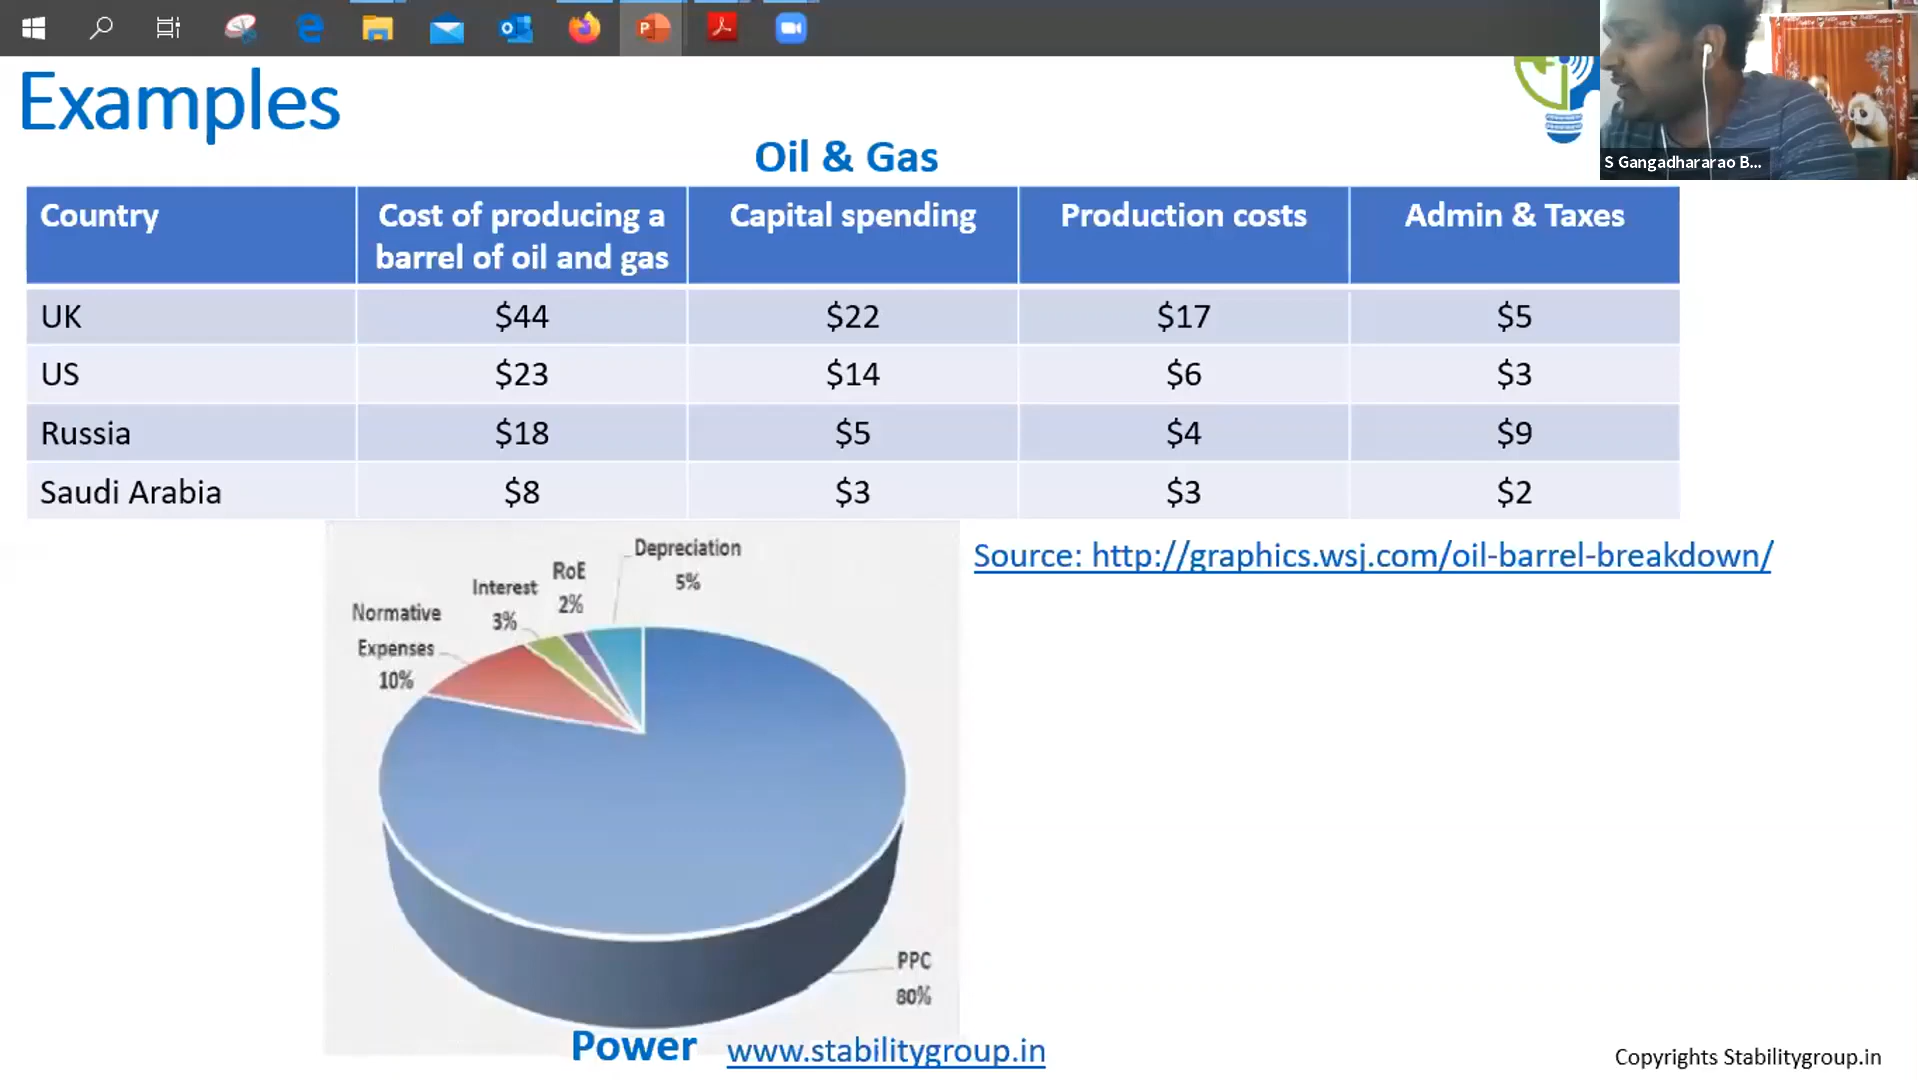 Examples
S Gangadhararao B...
Oil & Gas
Country
Cost of producing a
barrel of oil and gas
Capital spending
Production costs
Admin & Taxes
UK $44 $22 $17 $5
US $23 $14 $6 $3
Russia $18 $5 $4 $9
Saudi Arabia $8 $3 $3 $2
Source: http://graphics.wsj.com/oil-barrel-breakdown/
Depreciation
5%
RoE
2%
Interest
3%
Normative
Expenses
10%
PPC
80%
Power www.stabilitygroup.in
Copyrights Stabilitygroup.in